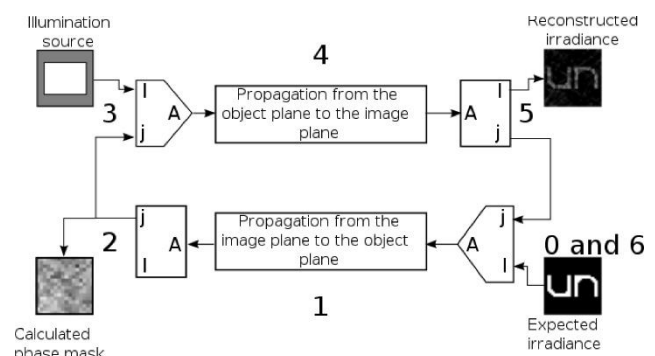 Illumination
source
Reconstructed
irradiance
4
un
I
3
A
j
Propagation from the
object plane to the image
plane
I
A
5
j
j
2
A
I
Propagation from the
image plane to the object
plane
j
A
I
0 and 6
un
1
Calculated
phase mask
Expected
irradiance